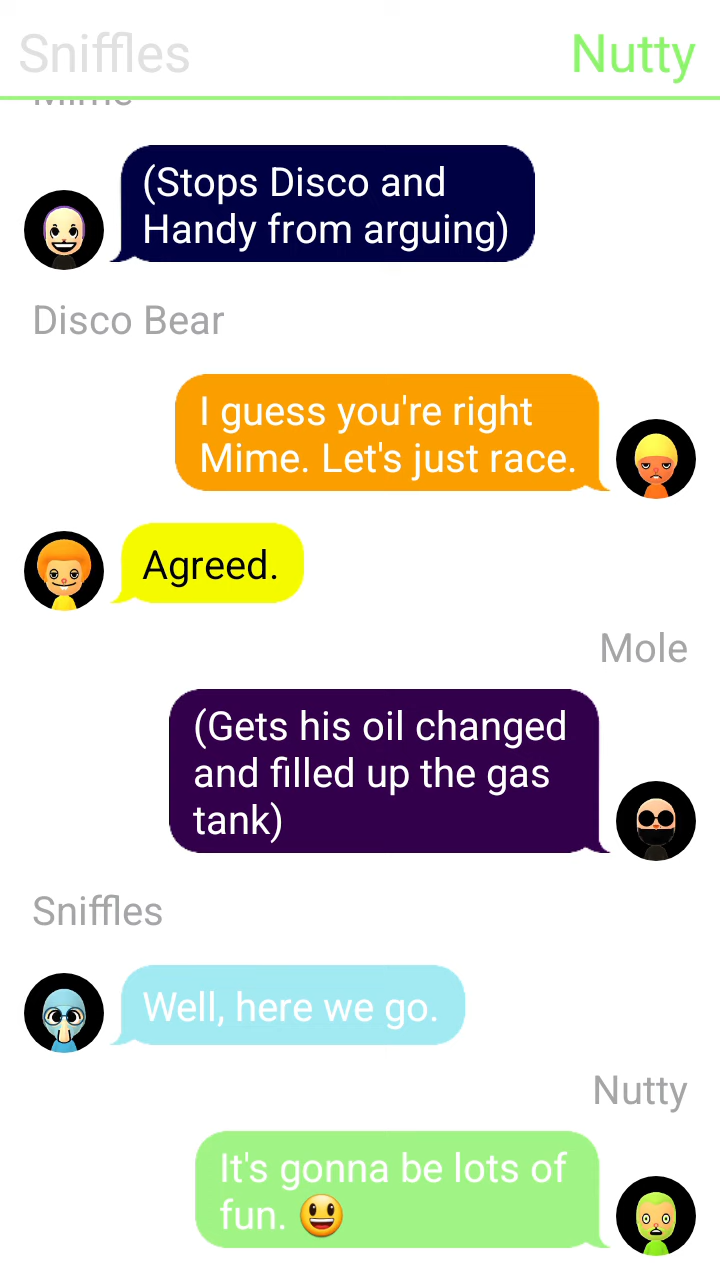 Sniffles
Nutty
Mime
(Stops Disco and
Handy from arguing)
Disco Bear
I guess you're right
Mime. Let's just race.
Agreed.
Mole
(Gets his oil changed
and filled up the gas
tank)
Sniffles
Well, here we go.
Nutty
It's gonna be lots of
fun. 😃